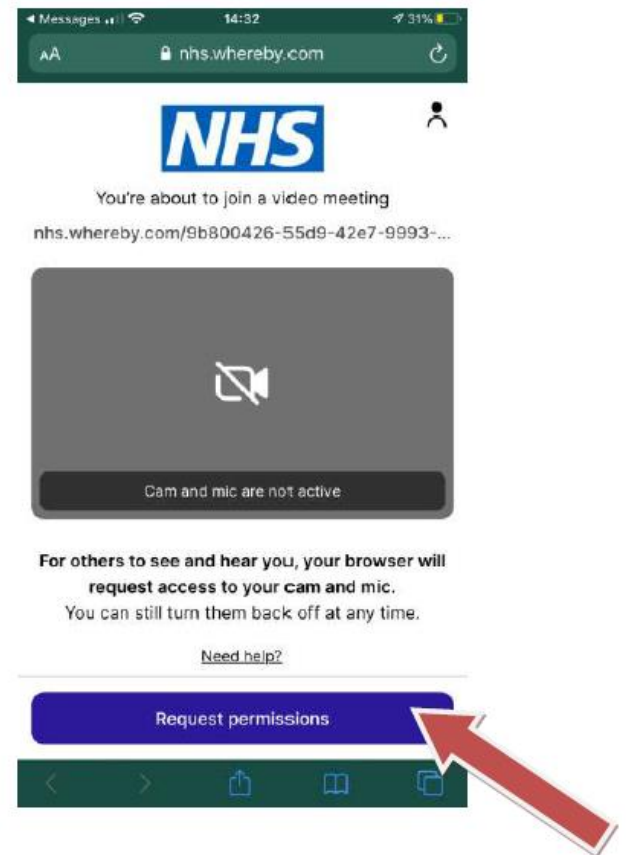 Messages 14:32 31%
AA nhs.whereby.com
NHS
You're about to join a video meeting
nhs.whereby.com/9b800426-55d9-42e7-9993-...
Cam and mic are not active
For others to see and hear you, your browser will
request access to your cam and mic.
You can still turn them back off at any time.
Need help?
Request permissions